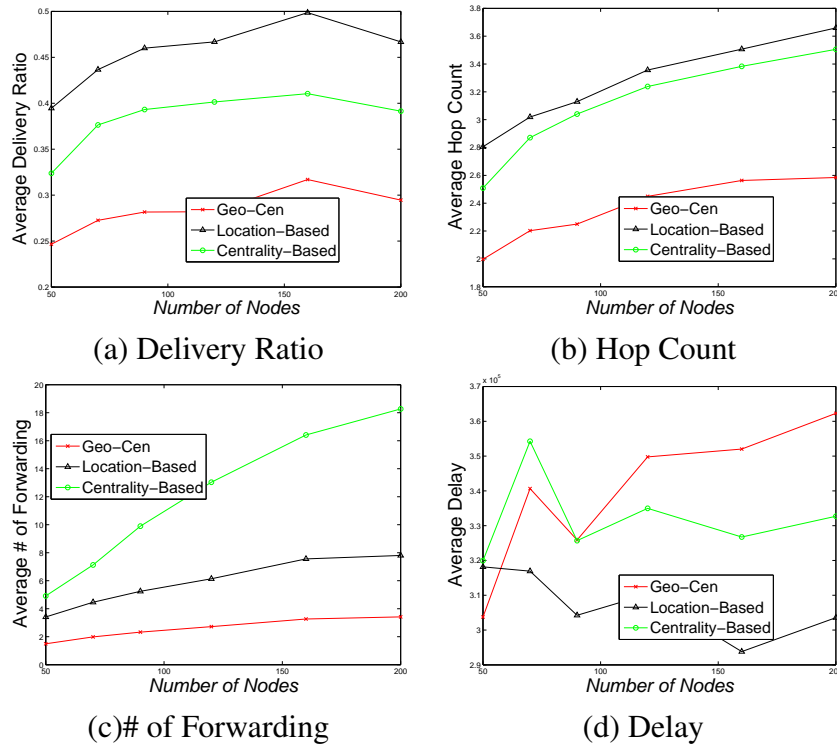 0.5
0.45
0.4
0.35
0.3
0.25
0.2
Average Delivery Ratio
Geo−Cen
Location−Based
Centrality−Based
50 100 150 200
Number of Nodes
(a) Delivery Ratio
3.8
3.6
3.4
3.2
3
2.8
2.6
2.4
2.2
2
1.8
Average Hop Count
Geo−Cen
Location−Based
Centrality−Based
50 100 150 200
Number of Nodes
(b) Hop Count
20
18
16
14
12
10
8
6
4
2
0
Average # of Forwarding
Geo−Cen
Location−Based
Centrality−Based
50 100 150 200
Number of Nodes
(c)# of Forwarding
x 10⁵
3.7
3.6
3.5
3.4
3.3
3.2
3.1
3
2.9
Average Delay
Geo−Cen
Location−Based
Centrality−Based
50 100 150 200
Number of Nodes
(d) Delay